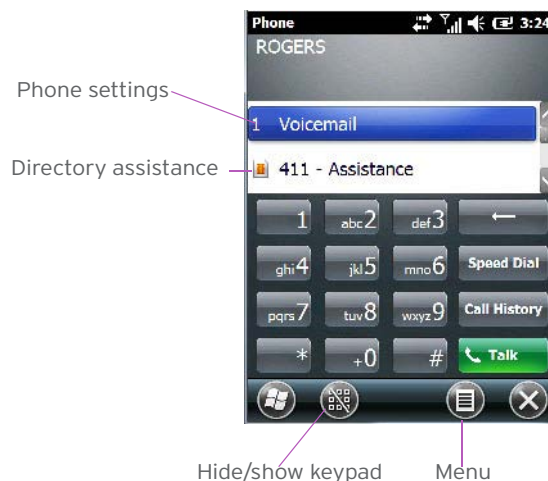 Phone 3:24
ROGERS
Phone settings
1 Voicemail
Directory assistance
411 - Assistance
1 abc2 def3 ←
ghi4 jkl5 mno6 Speed Dial
pqrs7 tuv8 wxyz9 Call History
* +0 # Talk
Hide/show keypad Menu